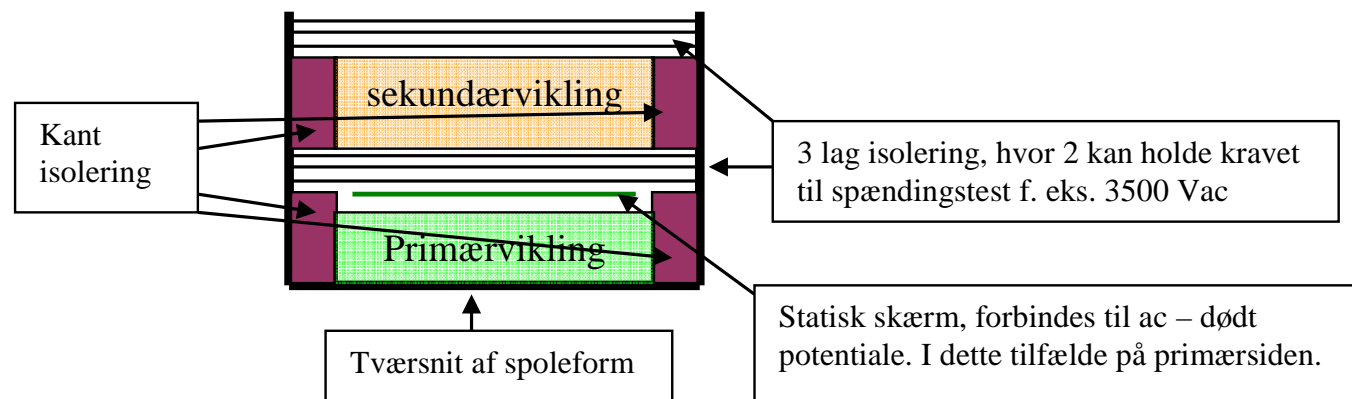 sekundærvikling
Kant
isolering
3 lag isolering, hvor 2 kan holde kravet
til spændingstest f. eks. 3500 Vac
Primærvikling
Statisk skærm, forbindes til ac – dødt
potentiale. I dette tilfælde på primærsiden.
Tværsnit af spoleform